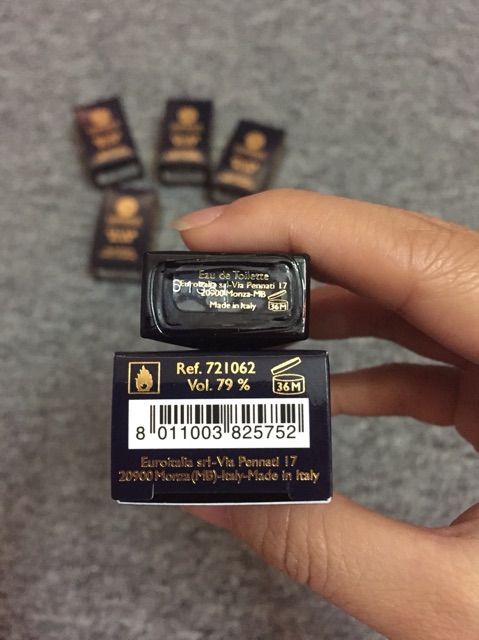 Eau de Toilette
Euroitalia srl-Via Pennati 17
20900 Monza-MB
Made in Italy
36M
Ref. 721062
Vol. 79 %
36M
8 011003 825752
Euroitalia srl-Via Pennati 17
20900 Monza(MB)-Italy-Made in Italy